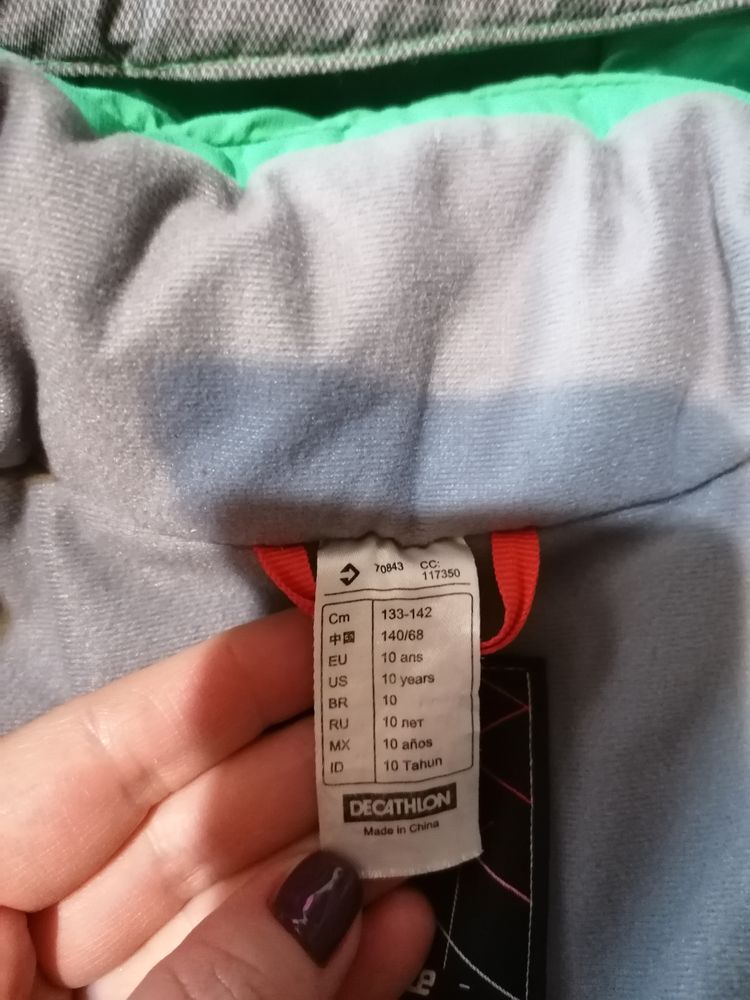 70843 CC:
117350
Cm 133-142
中国 140/68
EU 10 ans
US 10 years
BR 10
RU 10 лет
MX 10 años
ID 10 Tahun
DECATHLON
Made in China